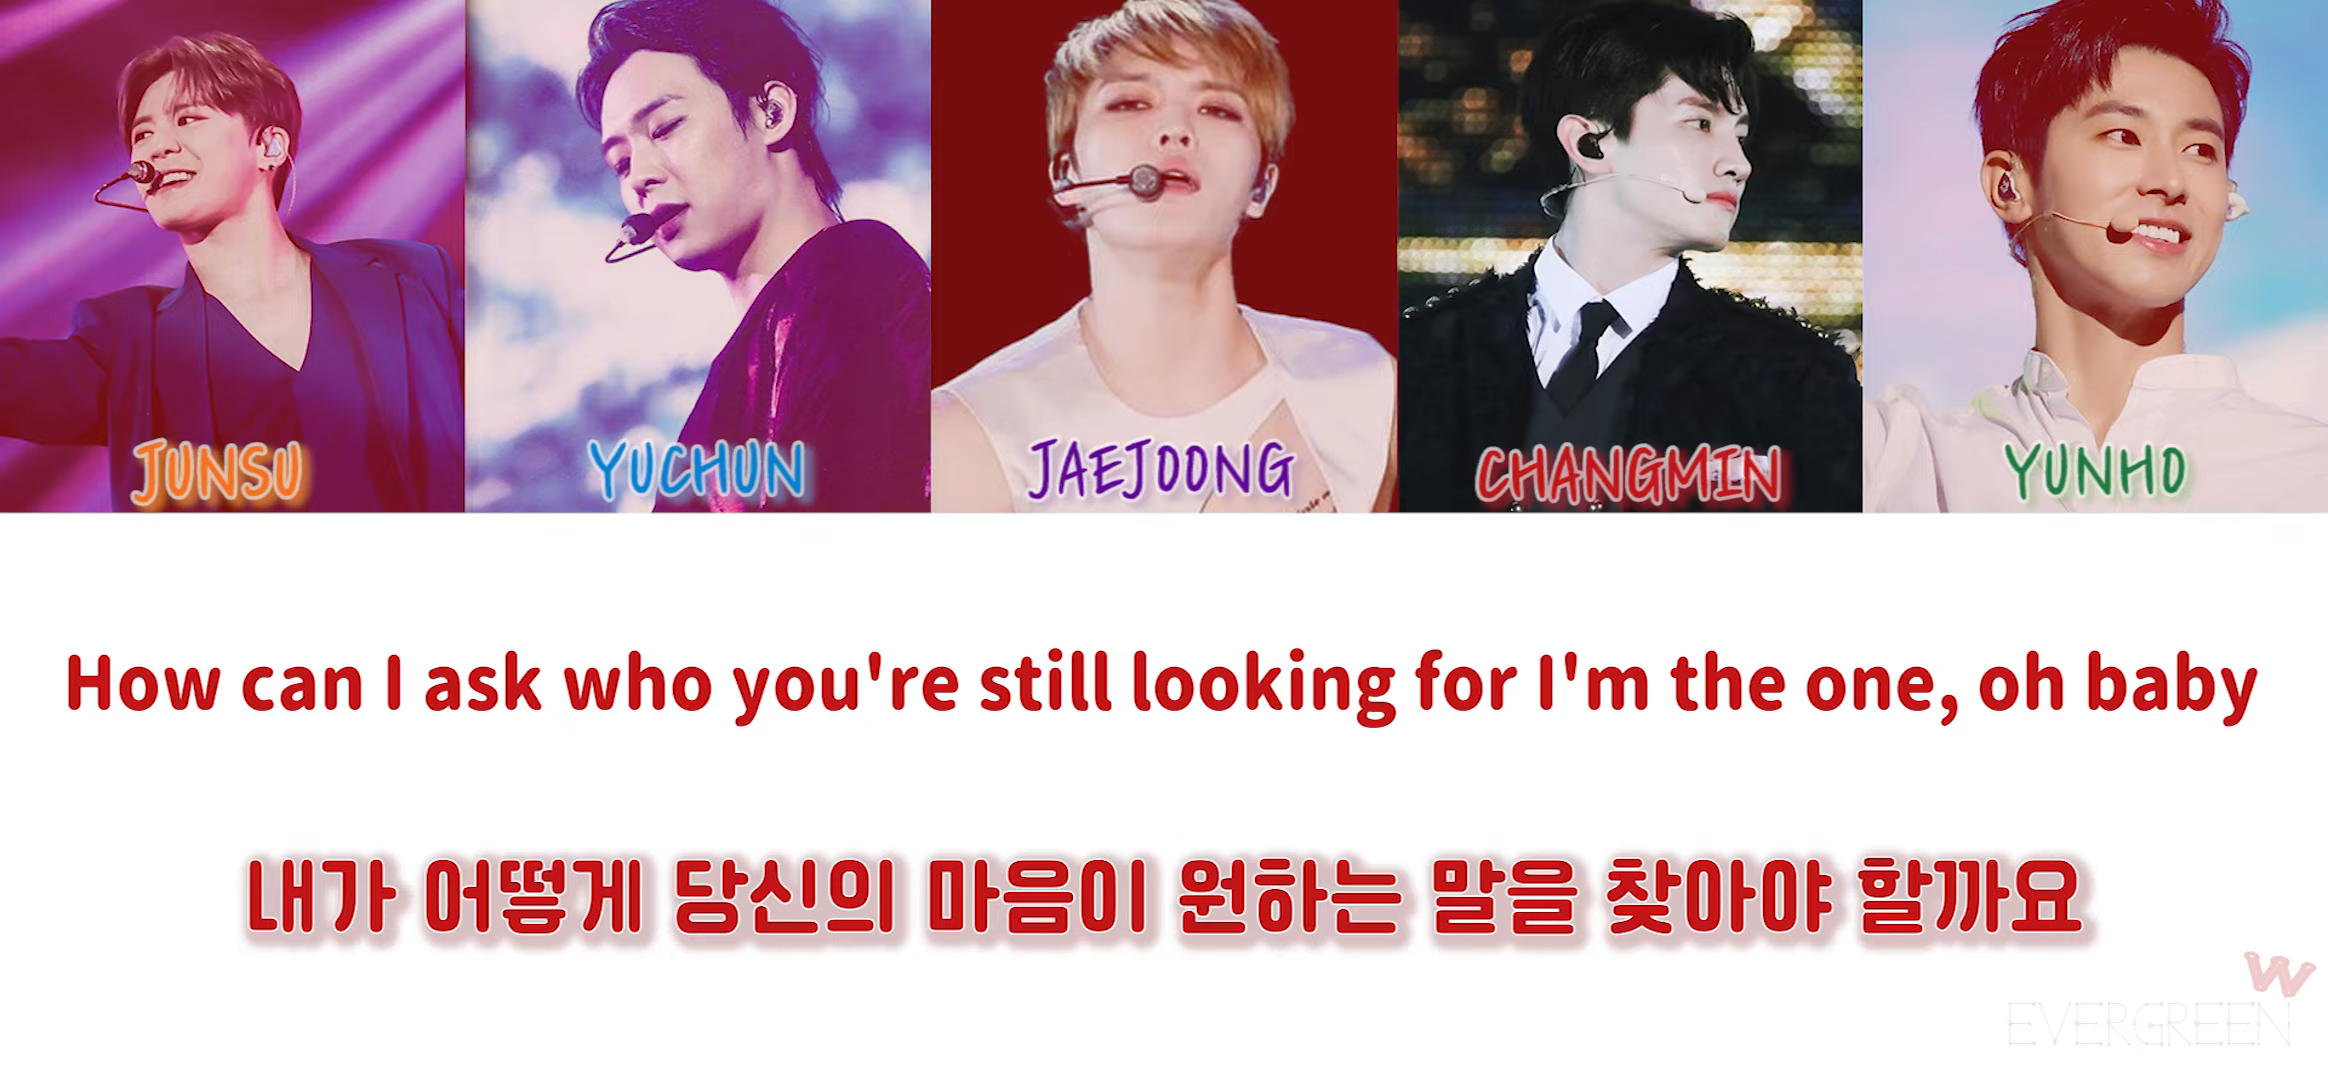 JUNSU
YUCHUN
JAEJOONG
CHANGMIN
YUNHO
How can I ask who you're still looking for I'm the one, oh baby
내가 어떻게 당신의 마음이 원하는 말을 찾아야 할까요
W
EVERGREEN